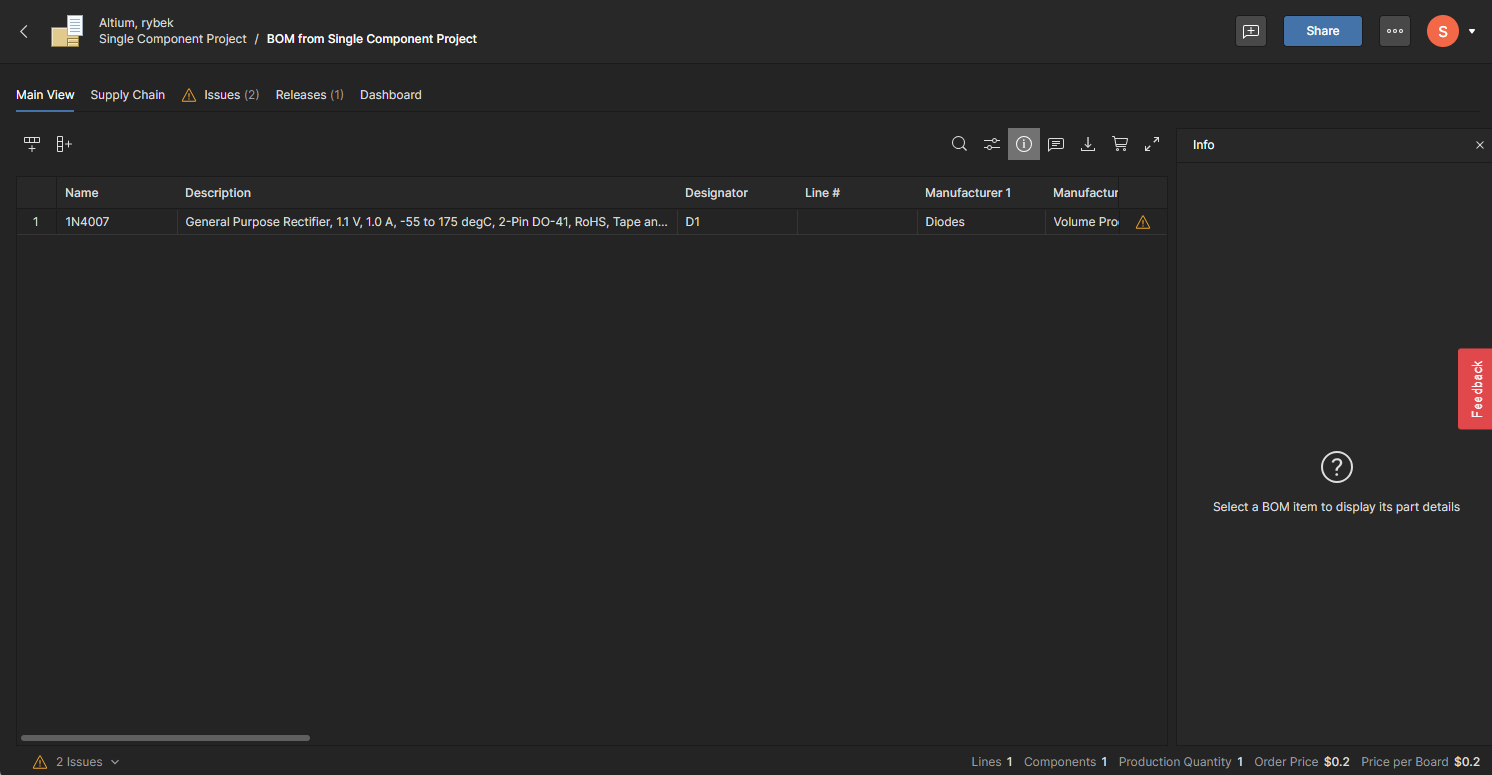 Altium, rybek
Single Component Project / BOM from Single Component Project
Share
S
Main View Supply Chain Issues (2) Releases (1) Dashboard
Info
Name Description Designator Line # Manufacturer 1 Manufactur
1 1N4007 General Purpose Rectifier, 1.1 V, 1.0 A, -55 to 175 degC, 2-Pin DO-41, RoHS, Tape an... D1 Diodes Volume Pro
Feedback
?
Select a BOM item to display its part details
2 Issues Lines 1 Components 1 Production Quantity 1 Order Price $0.2 Price per Board $0.2